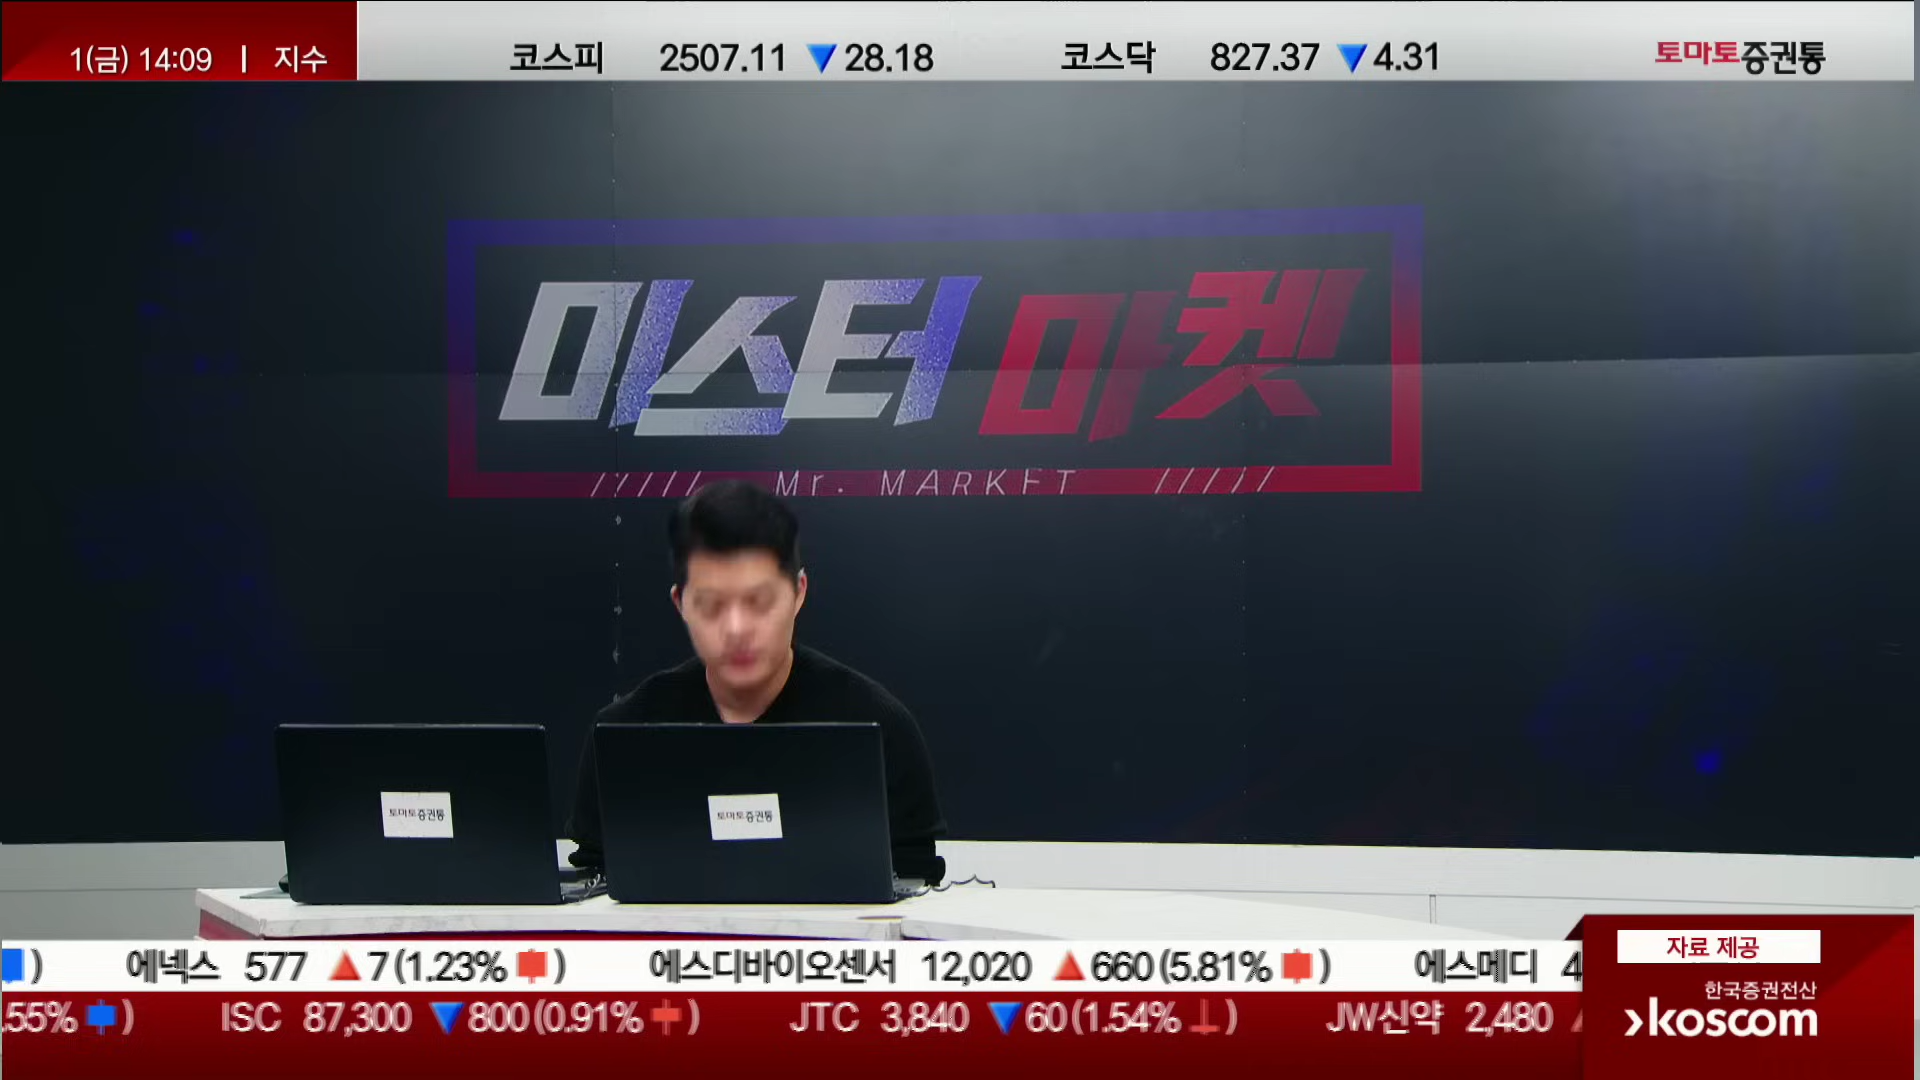 1(금) 14:09 | 지수
코스피 2507.11 ▼28.18 코스닥 827.37 ▼4.31
토마토증권통
미스터 마켓
///// Mr. MARKET /////
토마토증권통
토마토증권통
) 에넥스 577 ▲7(1.23% ) 에스디바이오센서 12,020 ▲660(5.81% ) 에스메디 4
.55% ) ISC 87,300 ▼800(0.91% ) JTC 3,840 ▼60(1.54% ) JW신약 2,480
자료 제공
한국증권전산
koscom